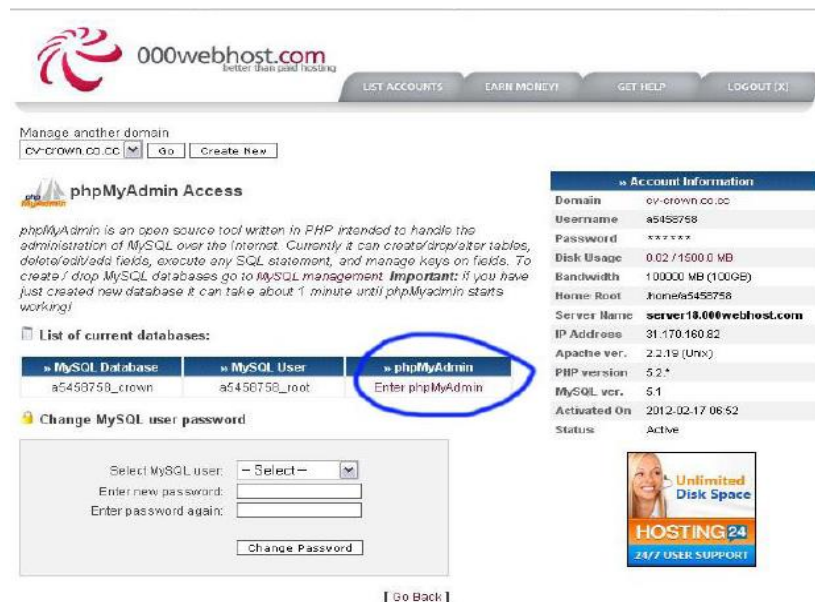 000webhost.com
better than paid hosting
LIST ACCOUNTS
EARN MONEY!
GET HELP
LOGOUT [X]
Manage another domain
cv-crown.co.cc
Go
Create New
phpMyAdmin Access
phpMyAdmin is an open source tool written in PHP intended to handle the
administration of MySQL over the Internet. Currently it can create/drop/alter tables,
delete/edit/add fields, execute any SQL statement, and manage keys on fields. To
create / drop MySQL databases go to MySQL management. Important: if you have
just created new database it can take about 1 minute until phpMyadmin starts
working!
List of current databases:
» MySQL Database » MySQL User » phpMyAdmin
a5458758_crown a5458758_root Enter phpMyAdmin
Change MySQL user password
Select MySQL user: -- Select --
Enter new password:
Enter password again:
Change Password
[ Go Back ]
» Account Information
Domain cv-crown.co.cc
Username a5458758
Password ******
Disk Usage 0.02 / 1500.0 MB
Bandwidth 100000 MB (100GB)
Home Root /home/a5458758
Server Name server18.000webhost.com
IP Address 31.170.160.82
Apache ver. 2.2.19 (Unix)
PHP version 5.2.*
MySQL ver. 5.1
Activated On 2012-02-17 06:52
Status Active
Unlimited
Disk Space
HOSTING 24
24/7 USER SUPPORT